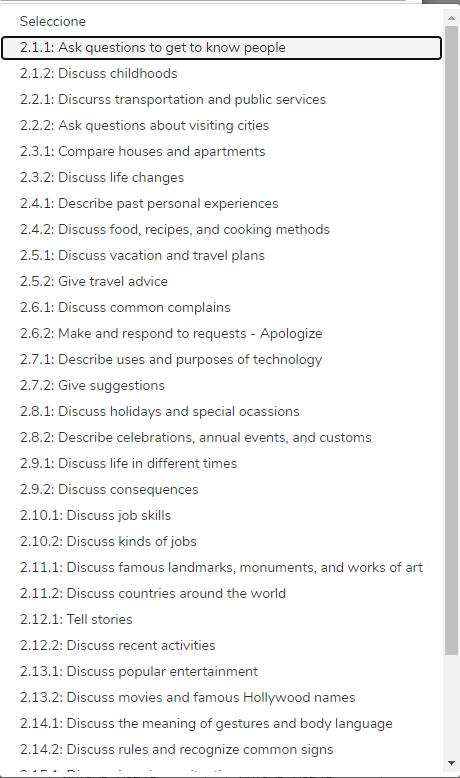 Seleccione
2.1.1: Ask questions to get to know people
2.1.2: Discuss childhoods
2.2.1: Discurss transportation and public services
2.2.2: Ask questions about visiting cities
2.3.1: Compare houses and apartments
2.3.2: Discuss life changes
2.4.1: Describe past personal experiences
2.4.2: Discuss food, recipes, and cooking methods
2.5.1: Discuss vacation and travel plans
2.5.2: Give travel advice
2.6.1: Discuss common complains
2.6.2: Make and respond to requests - Apologize
2.7.1: Describe uses and purposes of technology
2.7.2: Give suggestions
2.8.1: Discuss holidays and special ocassions
2.8.2: Describe celebrations, annual events, and customs
2.9.1: Discuss life in different times
2.9.2: Discuss consequences
2.10.1: Discuss job skills
2.10.2: Discuss kinds of jobs
2.11.1: Discuss famous landmarks, monuments, and works of art
2.11.2: Discuss countries around the world
2.12.1: Tell stories
2.12.2: Discuss recent activities
2.13.1: Discuss popular entertainment
2.13.2: Discuss movies and famous Hollywood names
2.14.1: Discuss the meaning of gestures and body language
2.14.2: Discuss rules and recognize common signs